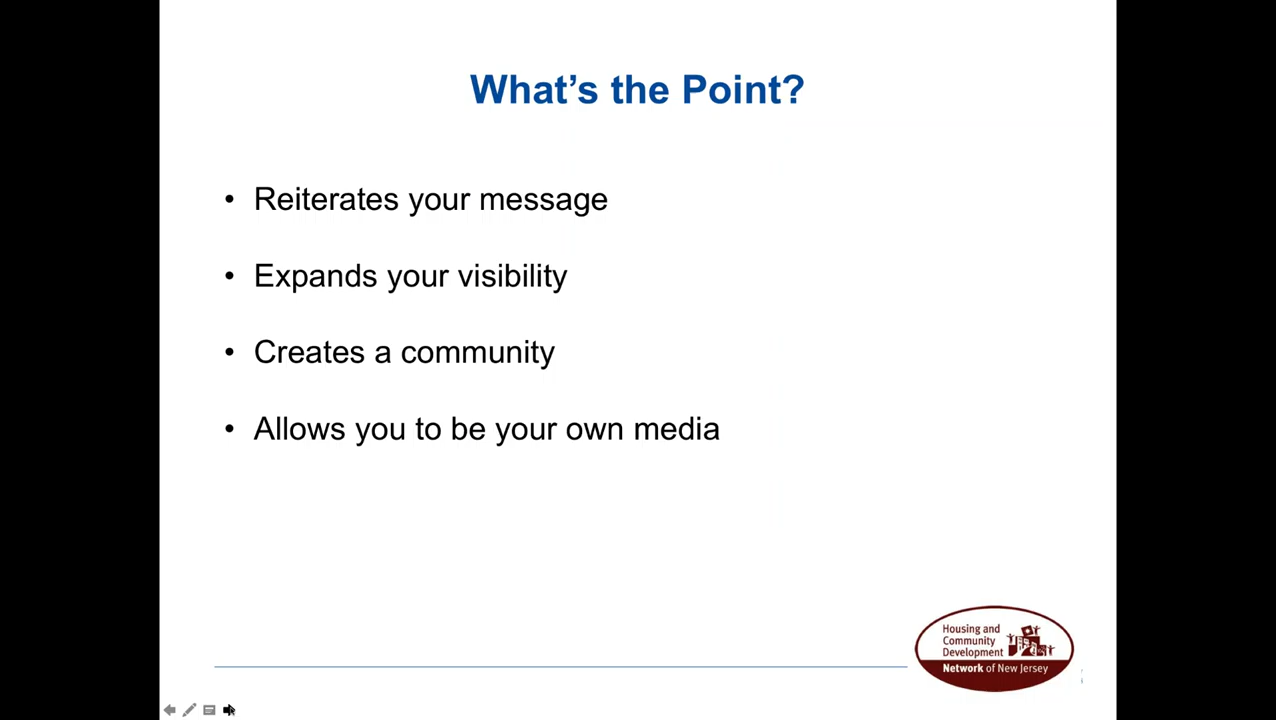 What's the Point?
• Reiterates your message
• Expands your visibility
• Creates a community
• Allows you to be your own media
Housing and
Community
Development
Network of New Jersey